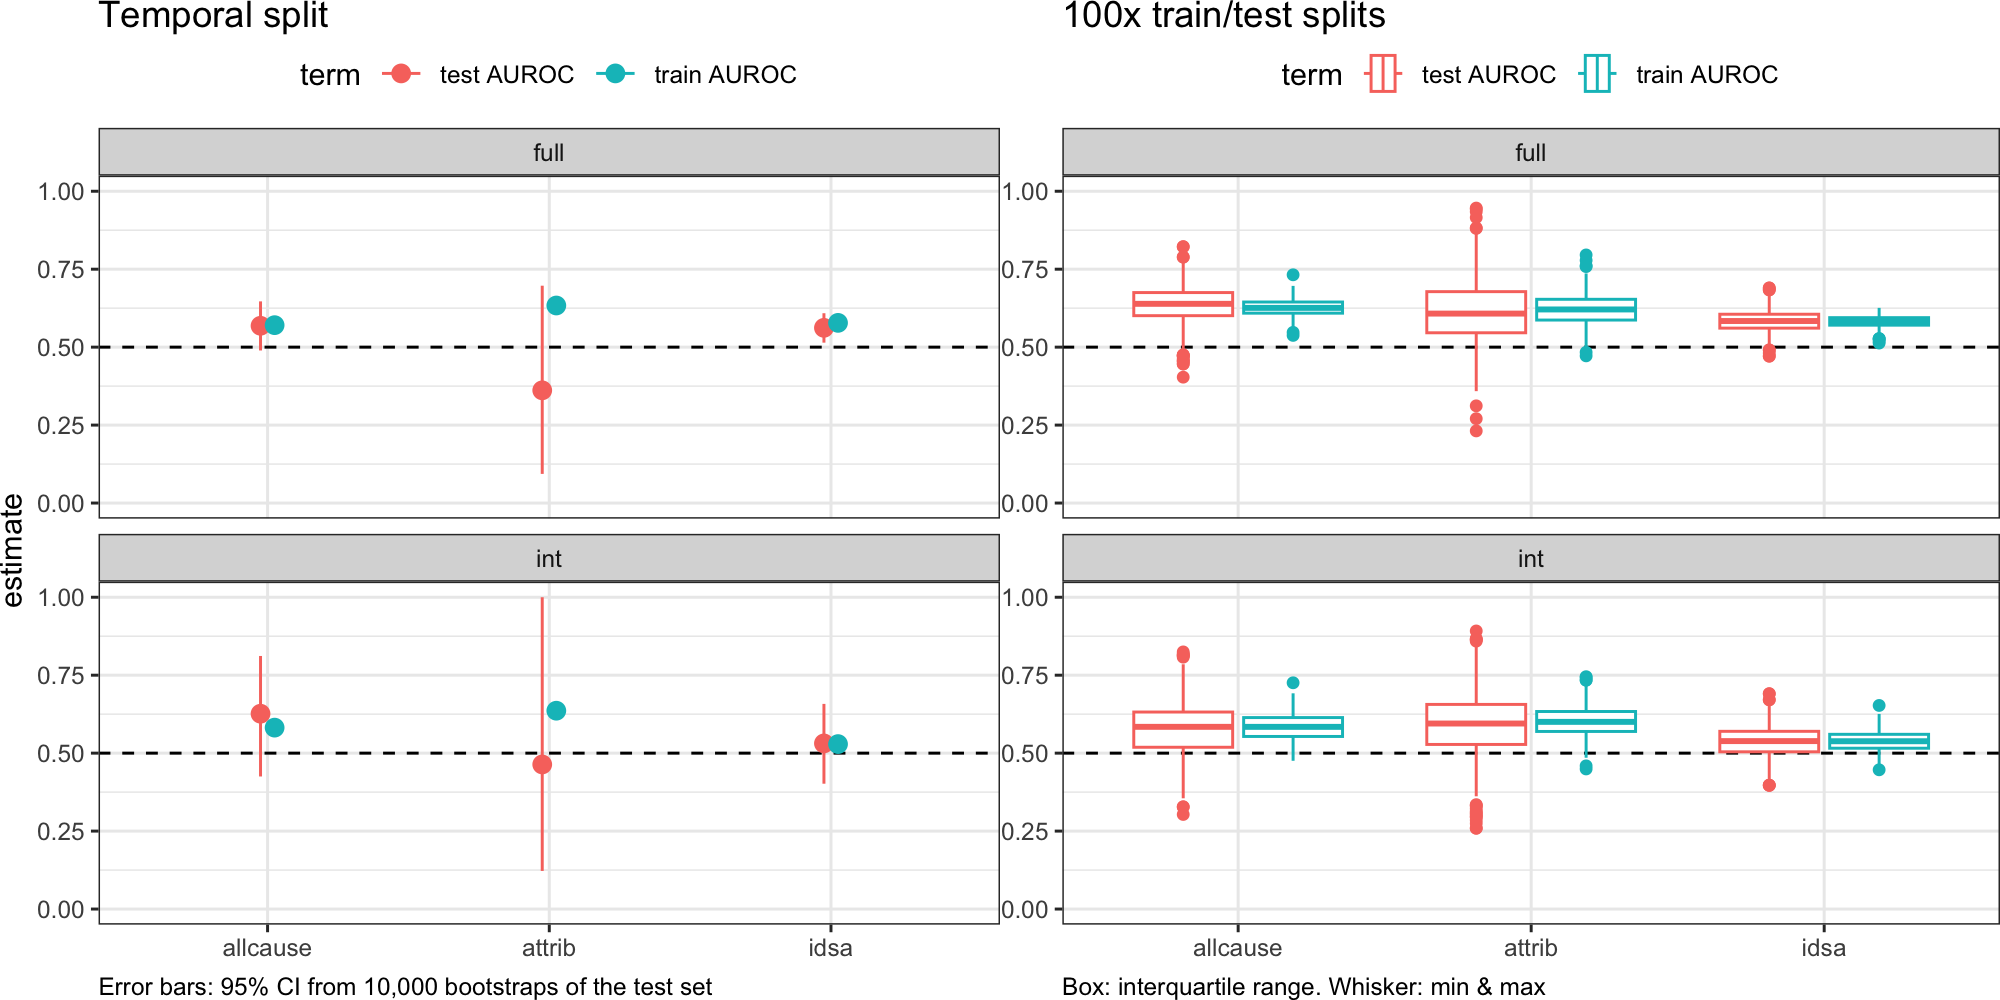 Temporal split
term test AUROC train AUROC
full
1.00
0.75
0.50
0.25
0.00
estimate
int
1.00
0.75
0.50
0.25
0.00
allcause attrib idsa
Error bars: 95% CI from 10,000 bootstraps of the test set
100x train/test splits
term test AUROC train AUROC
full
1.00
0.75
0.50
0.25
0.00
int
1.00
0.75
0.50
0.25
0.00
allcause attrib idsa
Box: interquartile range. Whisker: min & max